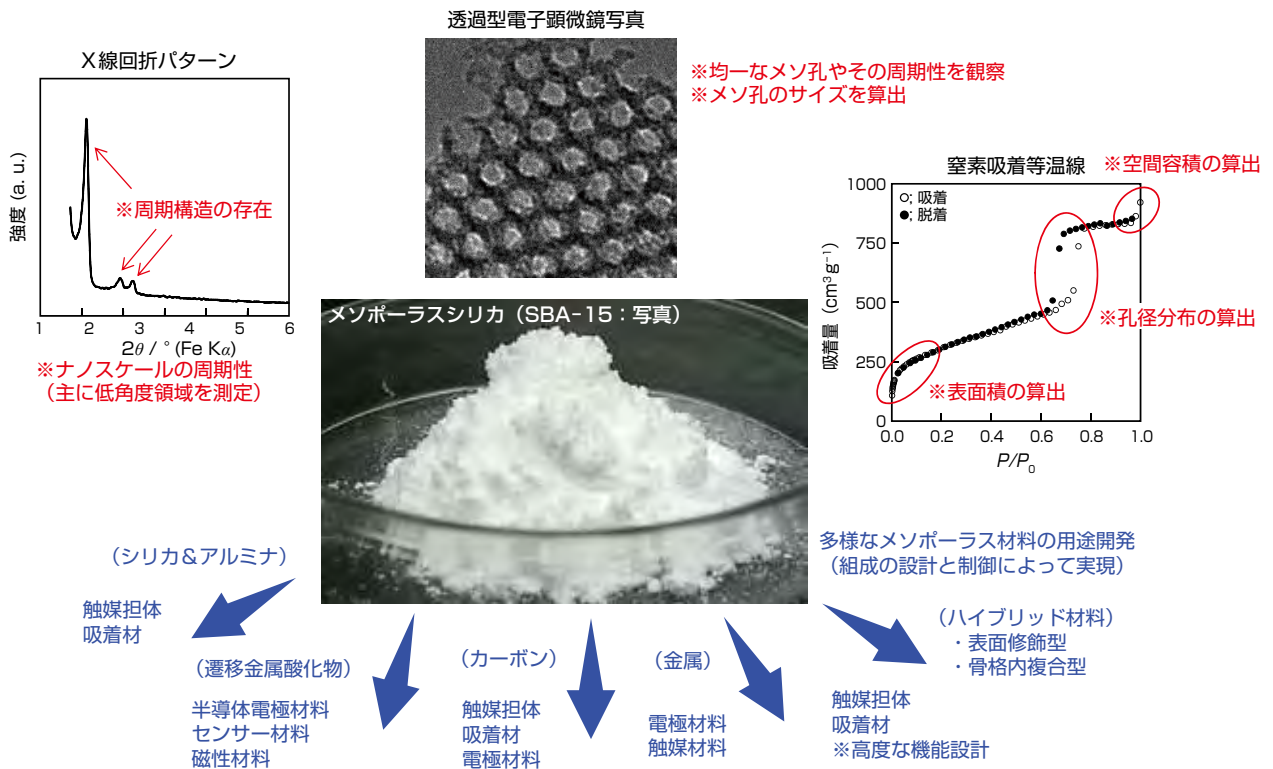 透過型電子顕微鏡写真
※均一なメソ孔やその周期性を観察
※メソ孔のサイズを算出
X線回折パターン
強度 (a. u.)
※周期構造の存在
1 2 3 4 5 6
2θ / ° (Fe Kα)
※ナノスケールの周期性
（主に低角度領域を測定）
窒素吸着等温線
※空間容積の算出
○; 吸着
●; 脱着
吸着量（cm³ g⁻¹）
1000
750
500
250
0
※孔径分布の算出
※表面積の算出
0.0 0.2 0.4 0.6 0.8 1.0
P/P₀
メソポーラスシリカ（SBA-15：写真）
多様なメソポーラス材料の用途開発
（組成の設計と制御によって実現）
（シリカ＆アルミナ）
触媒担体
吸着材
（遷移金属酸化物）
半導体電極材料
センサー材料
磁性材料
（カーボン）
触媒担体
吸着材
電極材料
（金属）
電極材料
触媒材料
（ハイブリッド材料）
・表面修飾型
・骨格内複合型
触媒担体
吸着材
※高度な機能設計